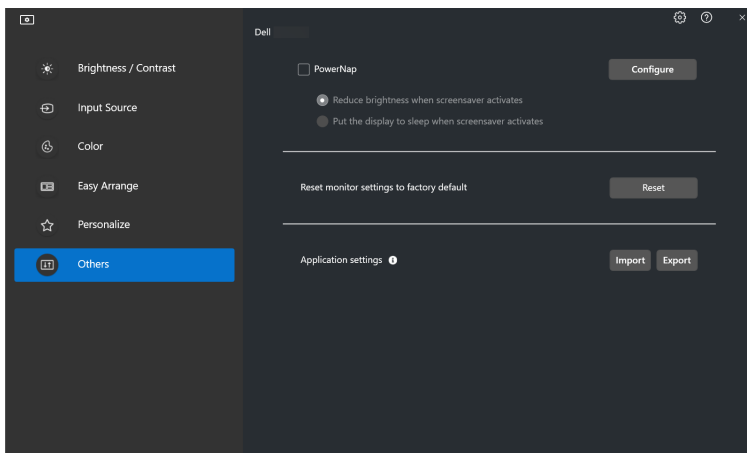 Dell
Brightness / Contrast
Input Source
Color
Easy Arrange
Personalize
Others
PowerNap
Configure
Reduce brightness when screensaver activates
Put the display to sleep when screensaver activates
Reset monitor settings to factory default
Reset
Application settings
Import
Export